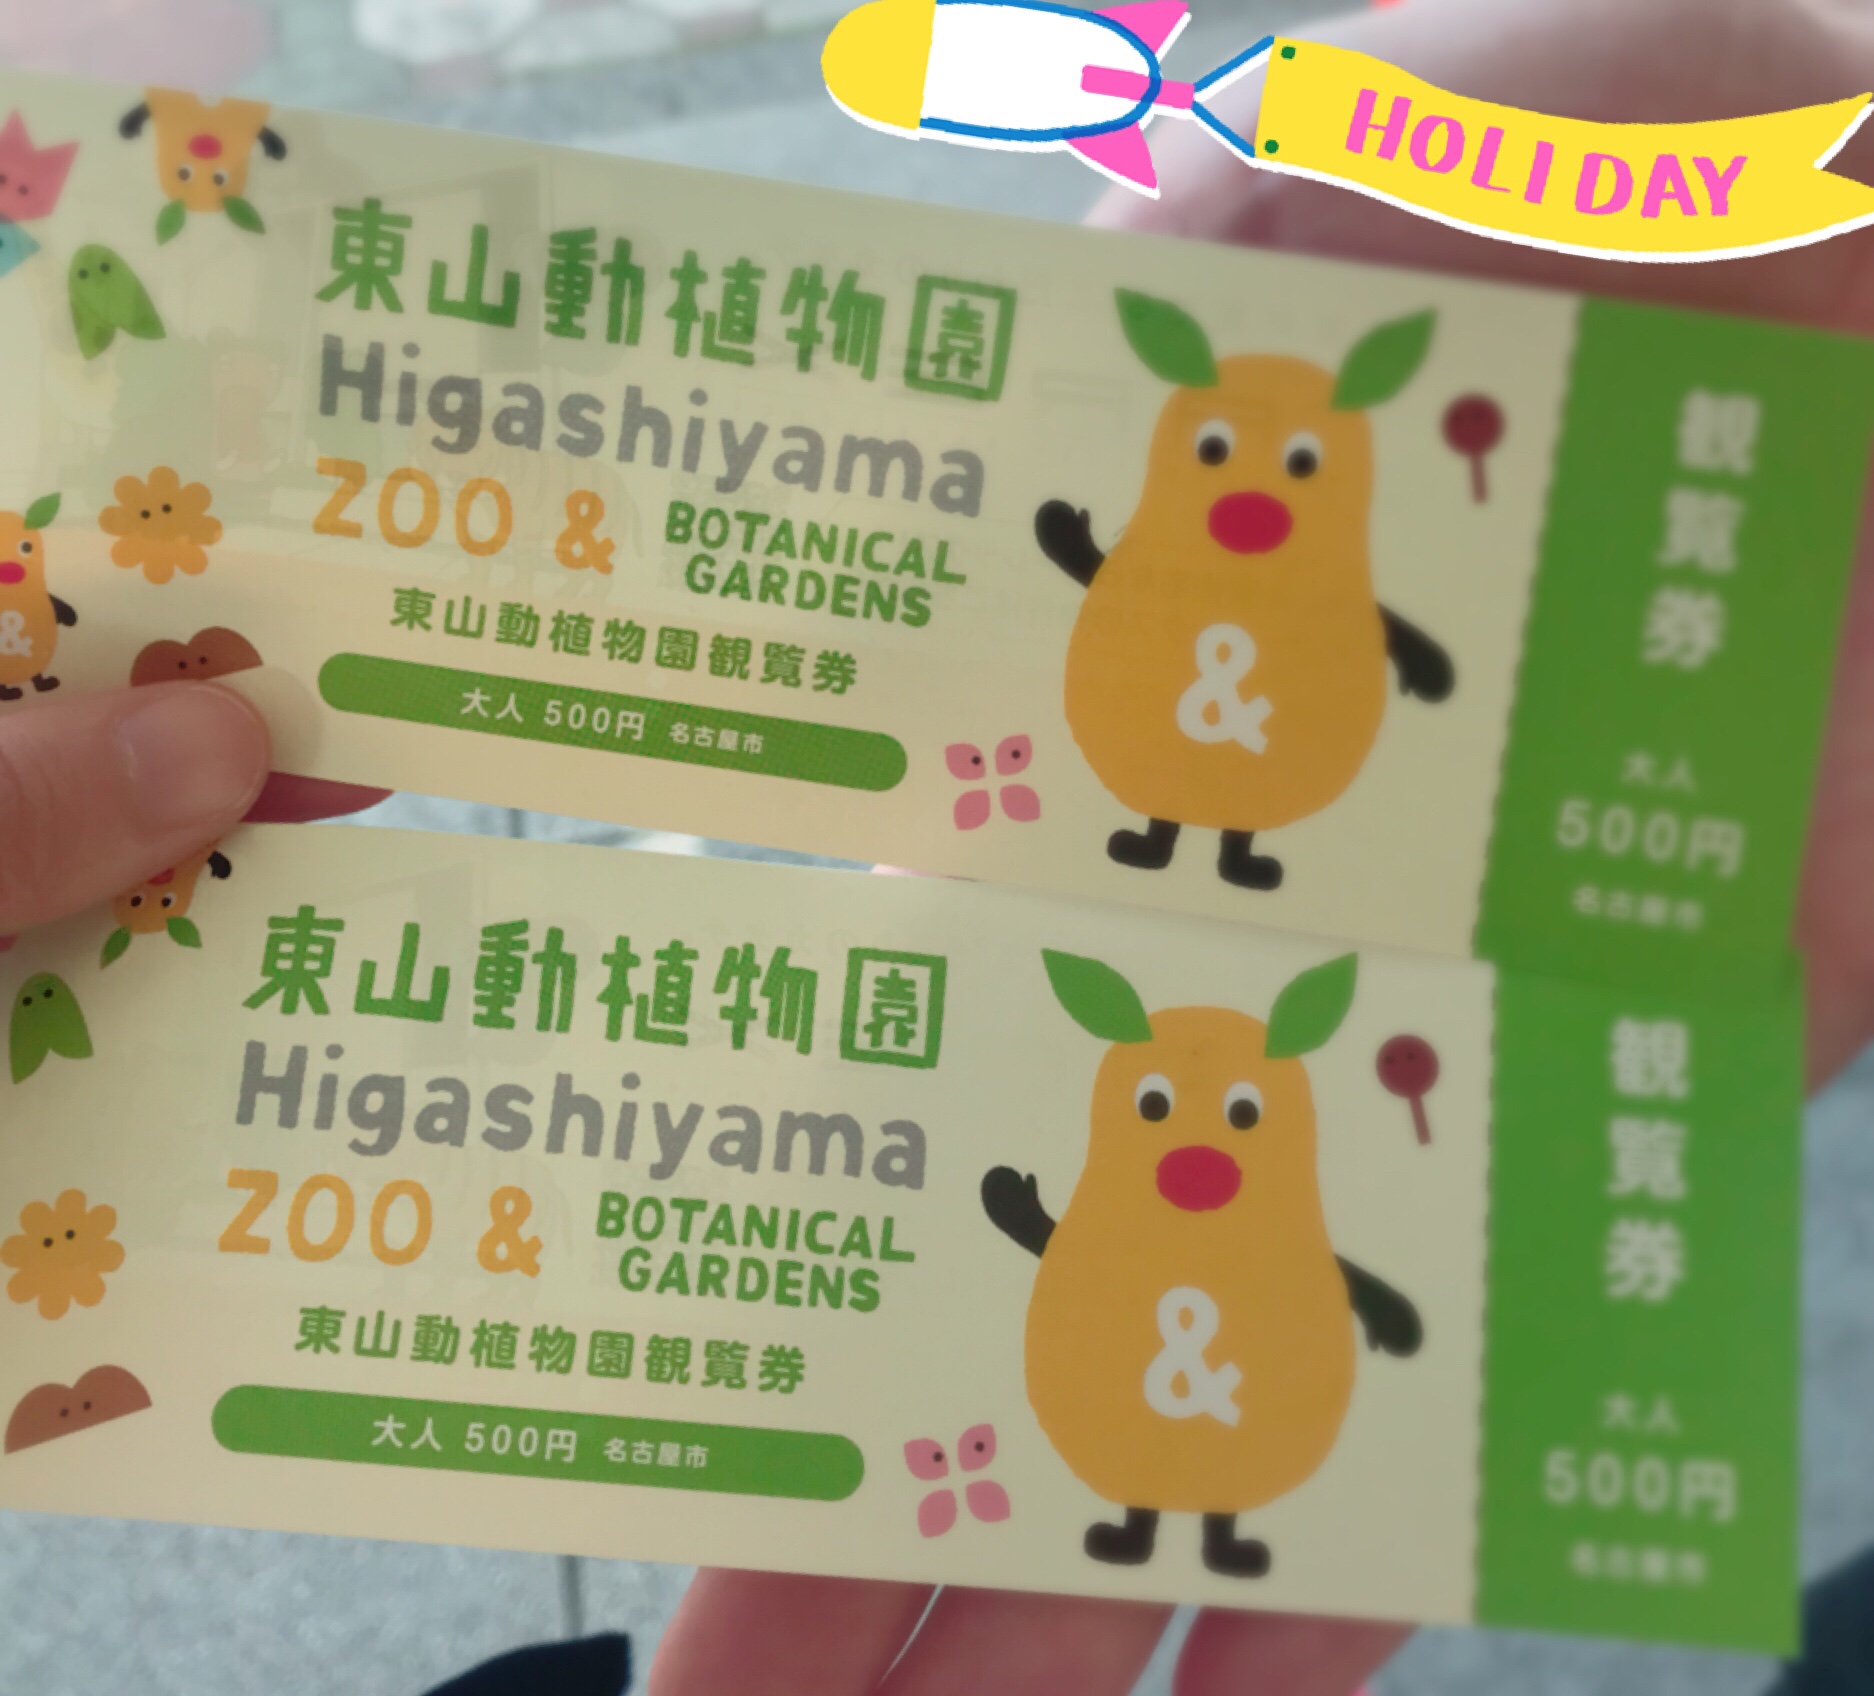 HOLIDAY
東山動植物園
Higashiyama
ZOO & BOTANICAL
GARDENS
東山動植物園観覧券
大人 500円 名古屋市
&
観覧券
大人
500円
名古屋市
&
東山動植物園
Higashiyama
ZOO & BOTANICAL
GARDENS
東山動植物園観覧券
大人 500円 名古屋市
&
観覧券
大人
500円
名古屋市